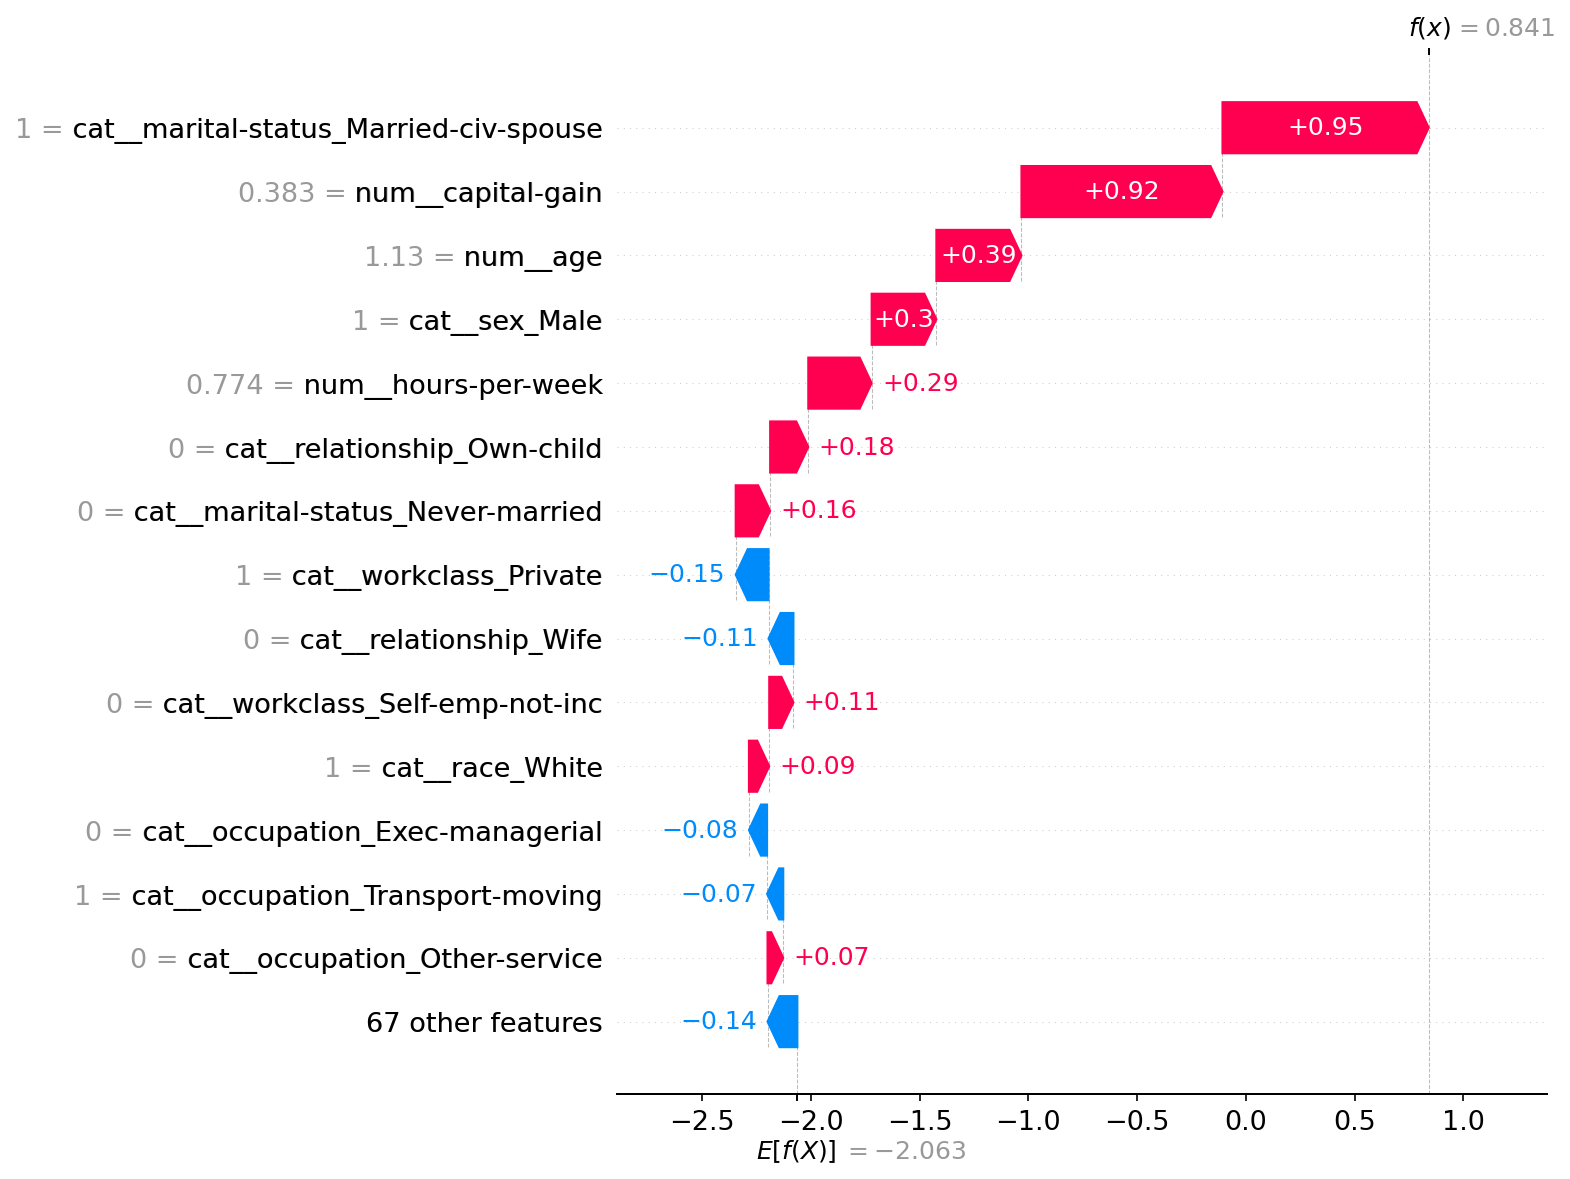 f(x) = 0.841
1 = cat__marital-status_Married-civ-spouse +0.95
0.383 = num__capital-gain +0.92
1.13 = num__age +0.39
1 = cat__sex_Male +0.3
0.774 = num__hours-per-week +0.29
0 = cat__relationship_Own-child +0.18
0 = cat__marital-status_Never-married +0.16
1 = cat__workclass_Private −0.15
0 = cat__relationship_Wife −0.11
0 = cat__workclass_Self-emp-not-inc +0.11
1 = cat__race_White +0.09
0 = cat__occupation_Exec-managerial −0.08
1 = cat__occupation_Transport-moving −0.07
0 = cat__occupation_Other-service +0.07
67 other features −0.14
−2.5 −2.0 −1.5 −1.0 −0.5 0.0 0.5 1.0
E[f(X)] = −2.063